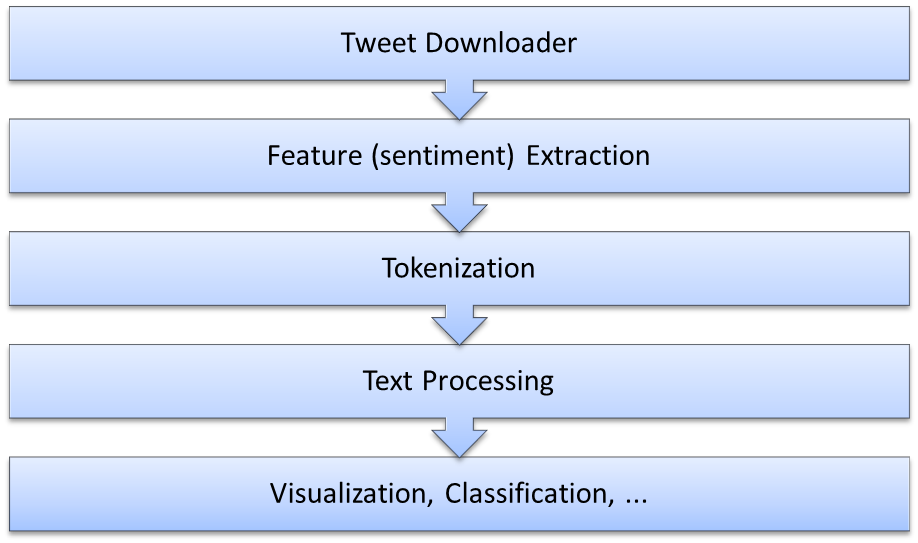 Tweet Downloader
Feature (sentiment) Extraction
Tokenization
Text Processing
Visualization, Classification, ...